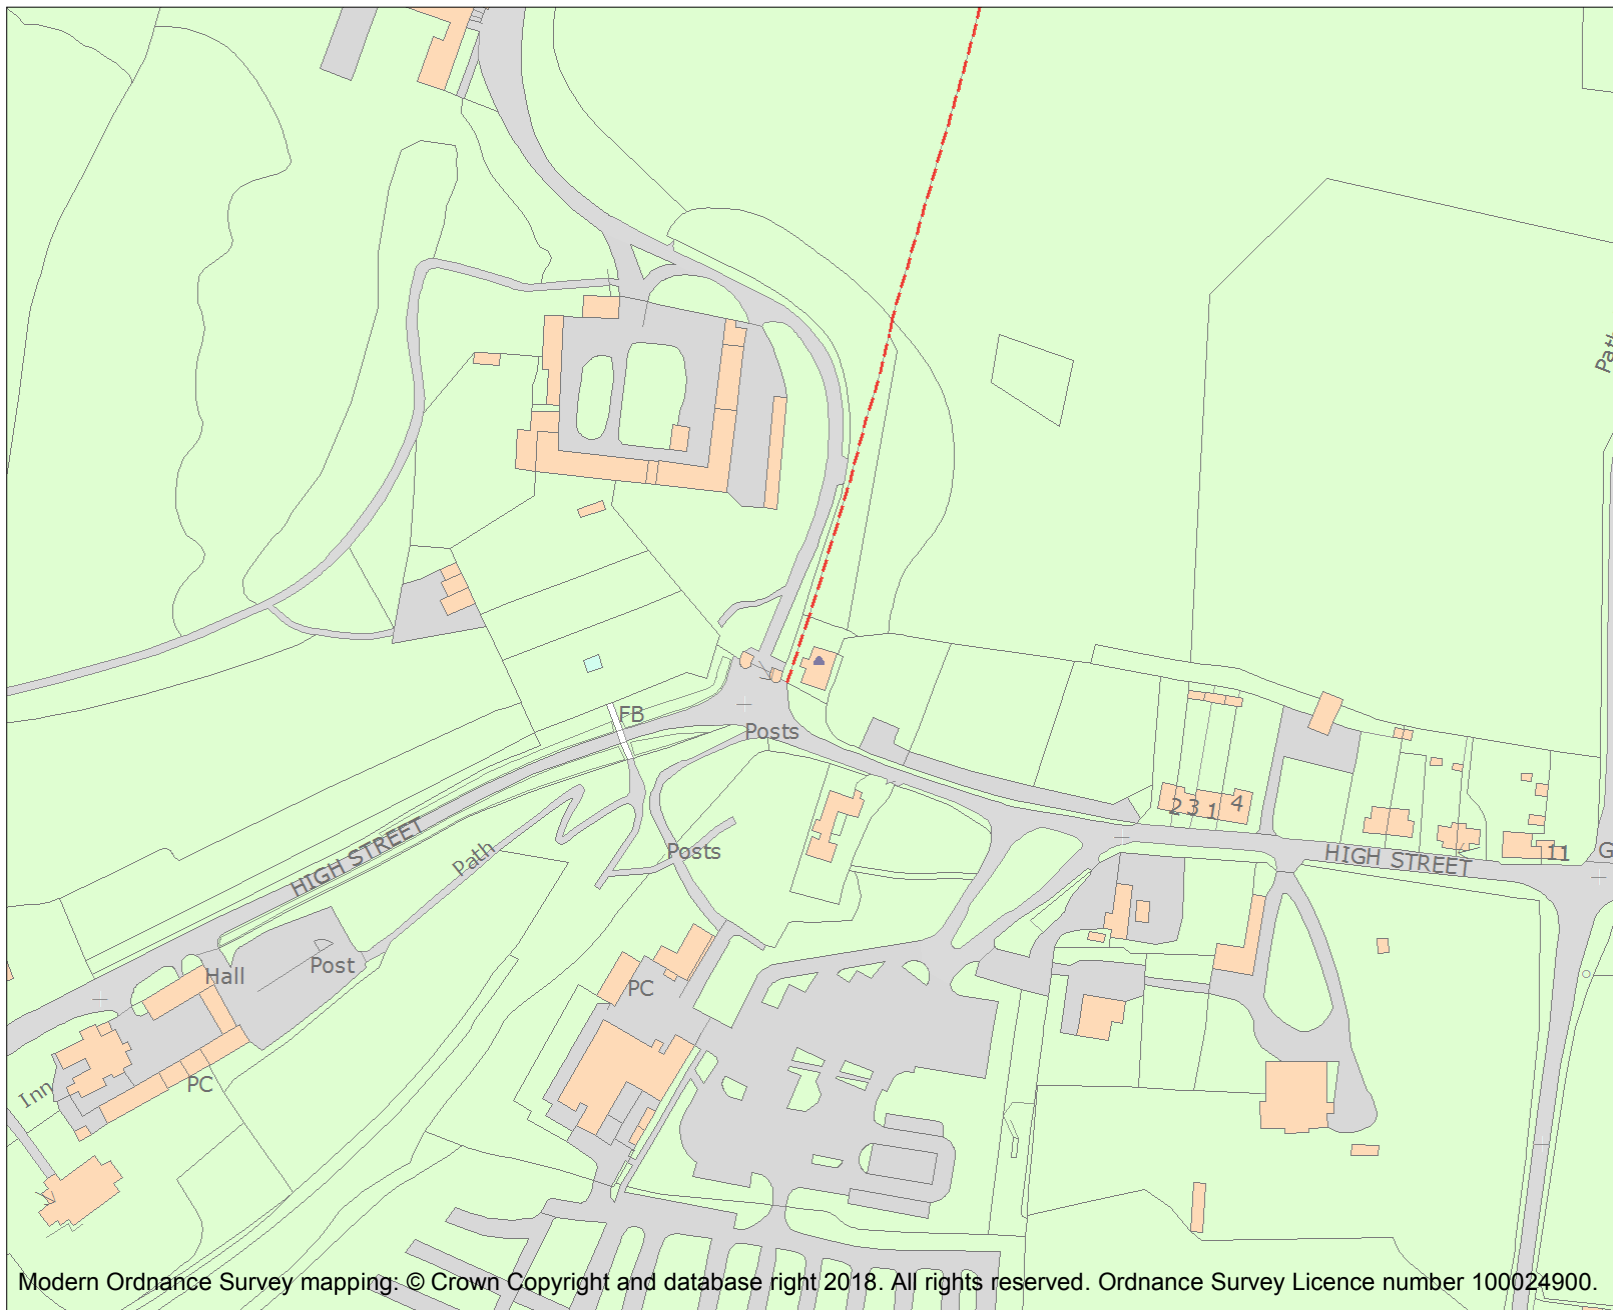 Path
FB
Posts
2 3 1 4
HIGH STREET
Path
Posts
HIGH STREET
11
G
Hall
Post
PC
Inn
PC
Modern Ordnance Survey mapping: © Crown Copyright and database right 2018. All rights reserved. Ordnance Survey Licence number 100024900.